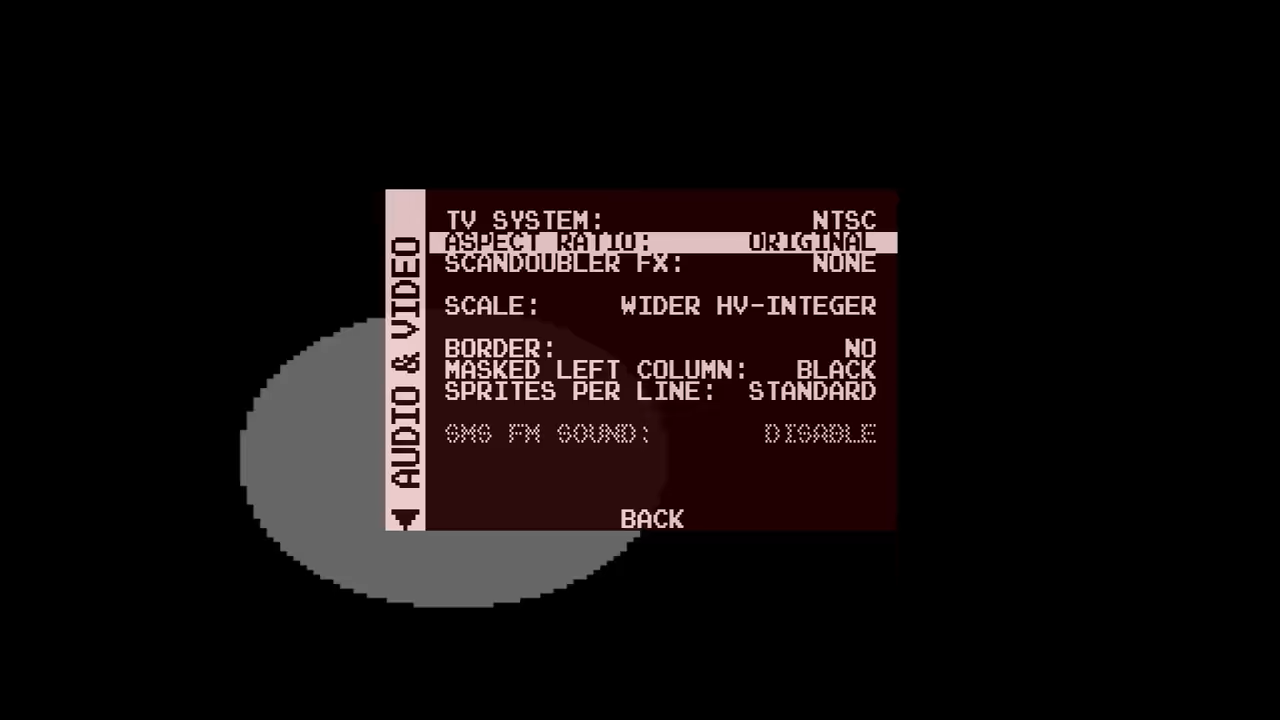 AUDIO & VIDEO
TV SYSTEM: NTSC
ASPECT RATIO: ORIGINAL
SCANDOUBLER FX: NONE
SCALE: WIDER HV-INTEGER
BORDER: NO
MASKED LEFT COLUMN: BLACK
SPRITES PER LINE: STANDARD
SMS FM SOUND: DISABLE
BACK